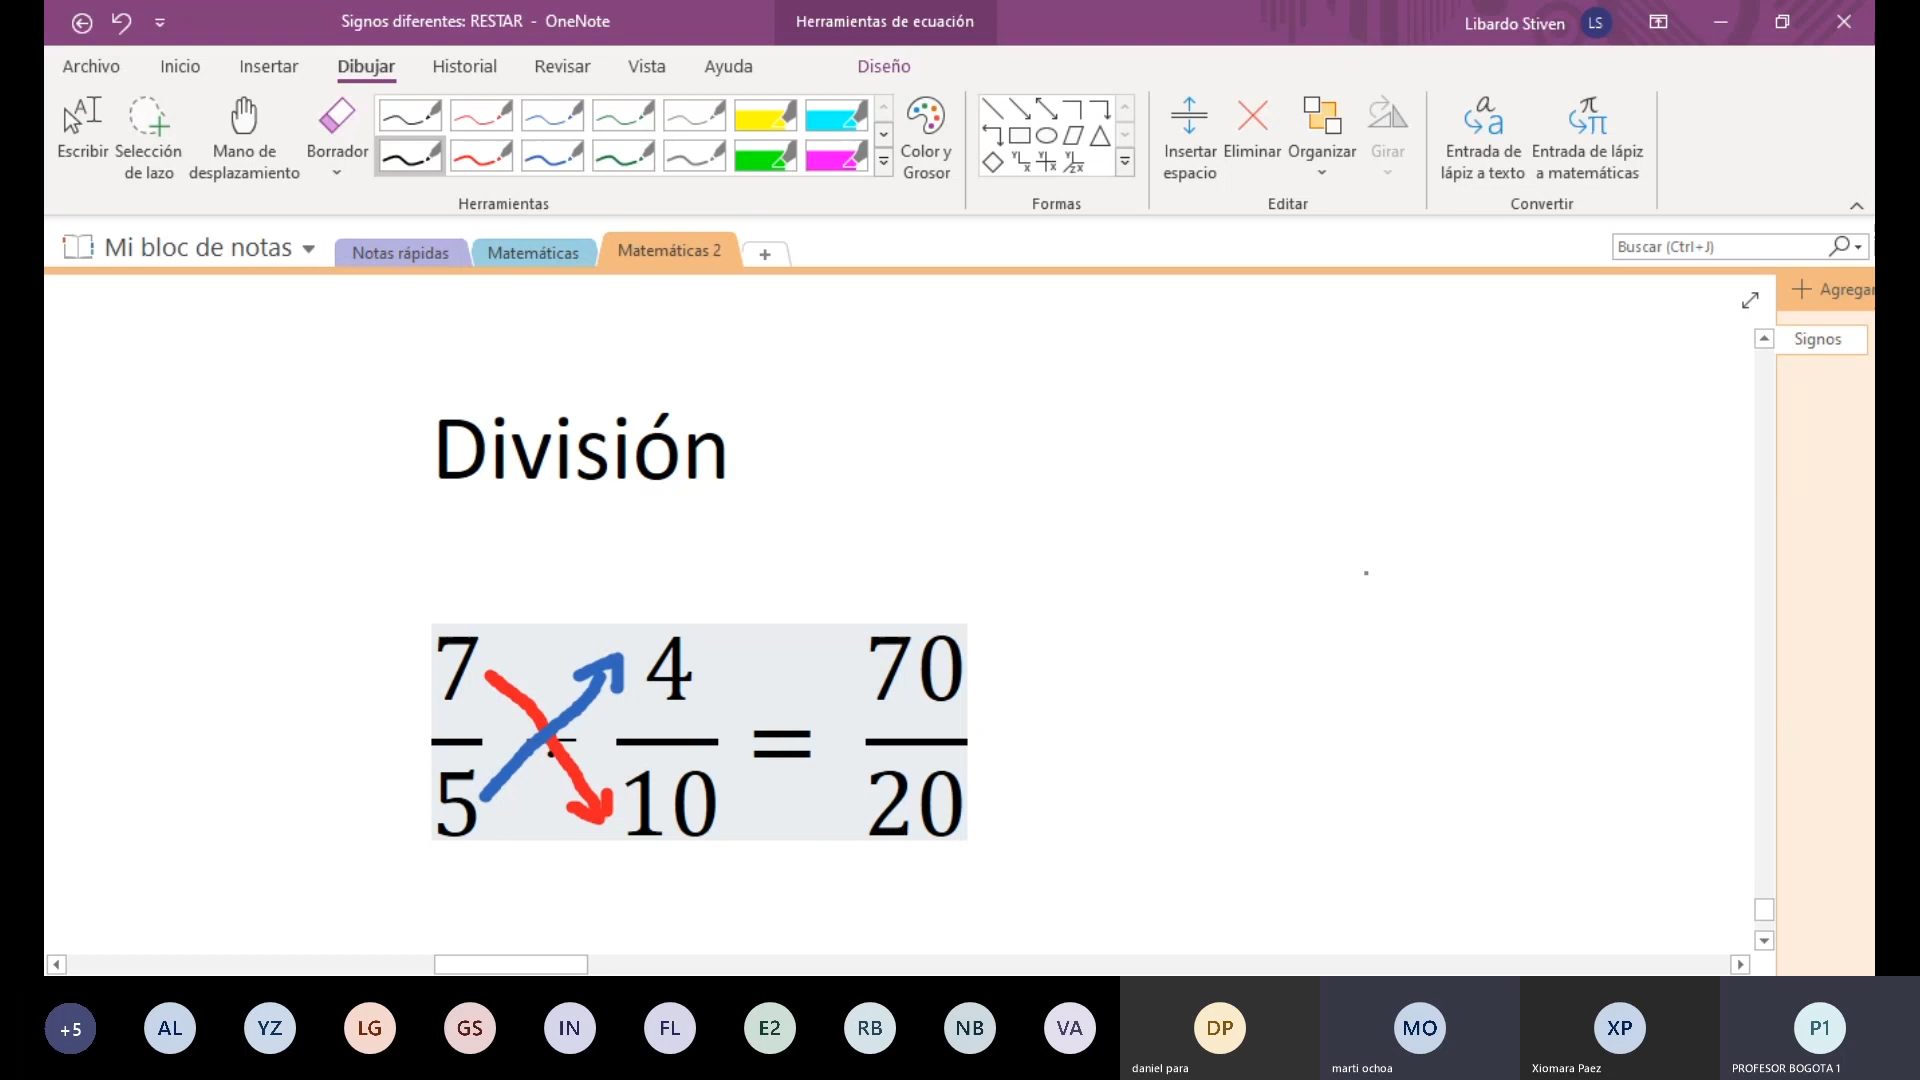 Signos diferentes: RESTAR - OneNote
Herramientas de ecuación
Libardo Stiven LS
Archivo Inicio Insertar Dibujar Historial Revisar Vista Ayuda Diseño
Escribir
Selección de lazo
Mano de desplazamiento
Borrador
Color y Grosor
Insertar espacio
Eliminar
Organizar
Girar
Entrada de lápiz a texto
Entrada de lápiz a matemáticas
Herramientas Formas Editar Convertir
Mi bloc de notas
Notas rápidas Matemáticas Matemáticas 2 +
Buscar (Ctrl+J)
Agregar
Signos
División
7 4 70
÷ =
5 10 20
+5 AL YZ LG GS IN FL E2 RB NB VA DP MO XP P1
daniel para marti ochoa Xiomara Paez PROFESOR BOGOTA 1